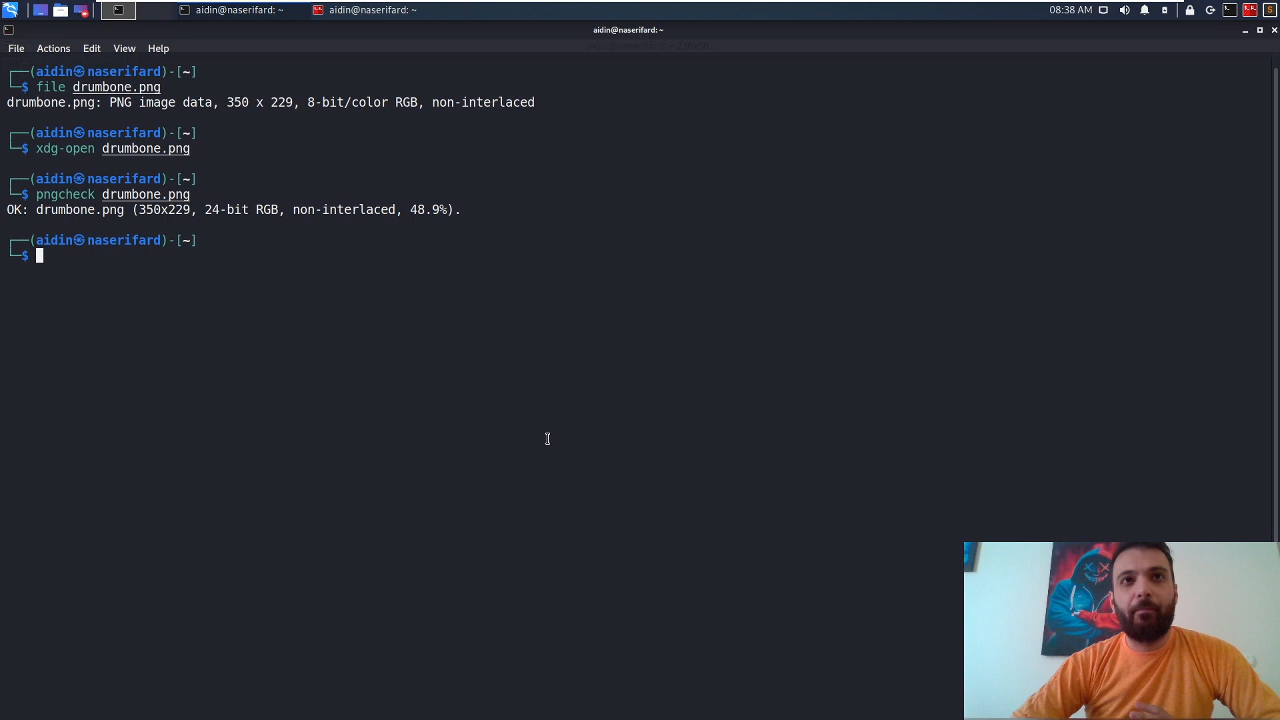 aidin@naserifard: ~
aidin@naserifard: ~
08:38 AM
aidin@naserifard:~
File Actions Edit View Help
┌──(aidin㉿naserifard)-[~]
└─$ file drumbone.png
drumbone.png: PNG image data, 350 x 229, 8-bit/color RGB, non-interlaced
┌──(aidin㉿naserifard)-[~]
└─$ xdg-open drumbone.png
┌──(aidin㉿naserifard)-[~]
└─$ pngcheck drumbone.png
OK: drumbone.png (350x229, 24-bit RGB, non-interlaced, 48.9%).
┌──(aidin㉿naserifard)-[~]
└─$